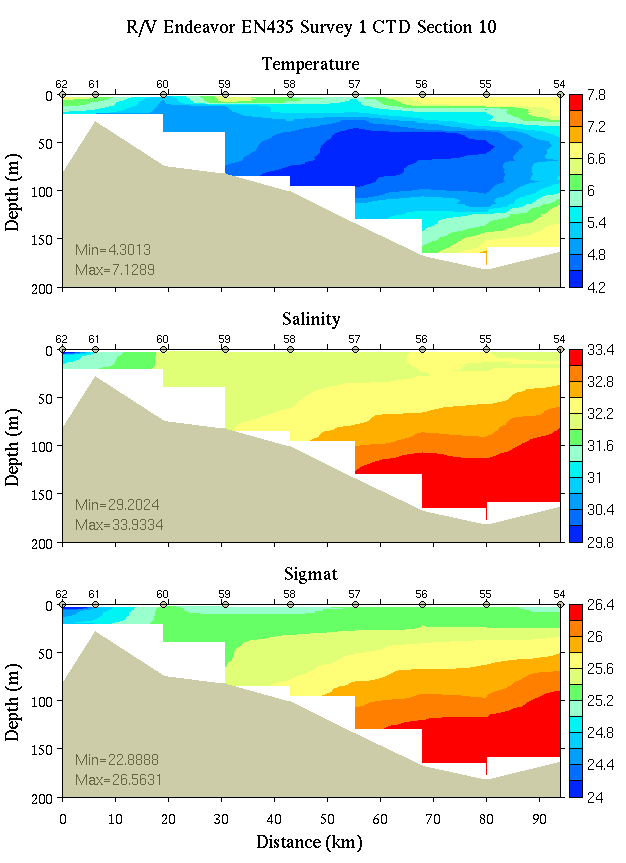 R/V Endeavor EN435 Survey 1 CTD Section 10
Temperature
62 61 60 59 58 57 56 55 54
0
50
100
150
200
Depth (m)
Min=4.3013
Max=7.1289
7.8
7.2
6.6
6
5.4
4.8
4.2
Salinity
62 61 60 59 58 57 56 55 54
0
50
100
150
200
Depth (m)
Min=29.2024
Max=33.9334
33.4
32.8
32.2
31.6
31
30.4
29.8
Sigmat
62 61 60 59 58 57 56 55 54
0
50
100
150
200
Depth (m)
Min=22.8888
Max=26.5631
26.4
26
25.6
25.2
24.8
24.4
24
0 10 20 30 40 50 60 70 80 90
Distance (km)